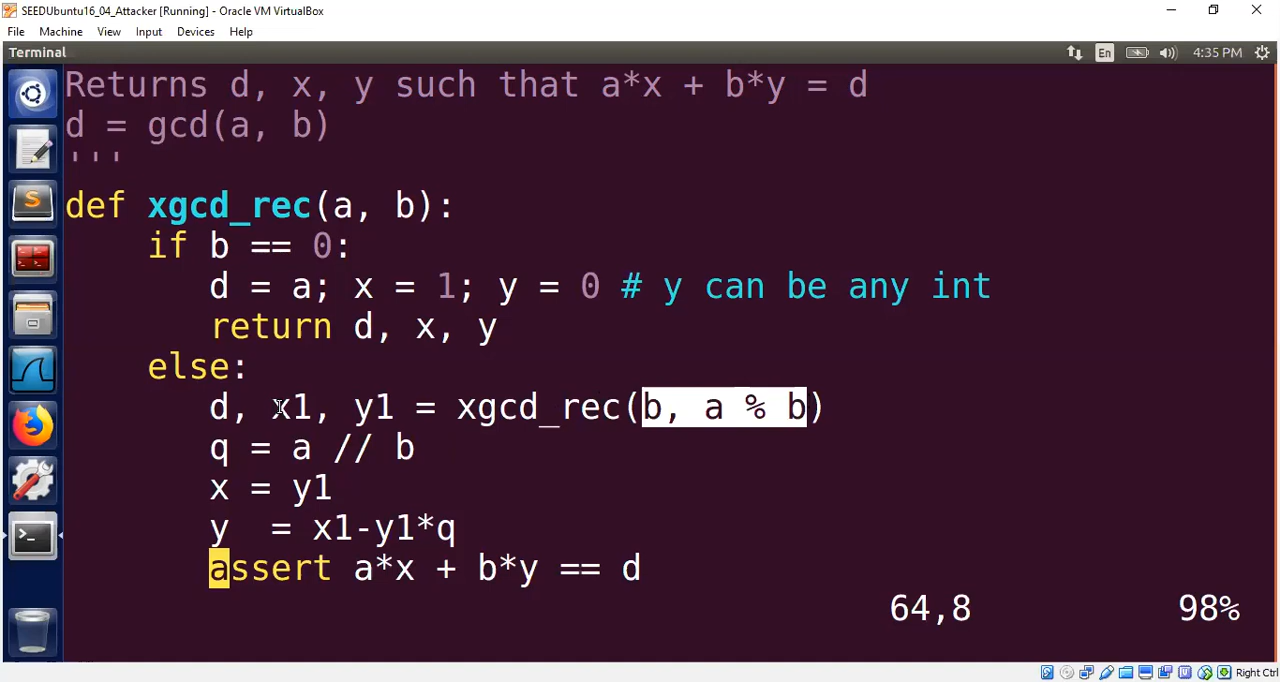 SEEDUbuntu16_04_Attacker [Running] - Oracle VM VirtualBox
File Machine View Input Devices Help
Terminal En 4:35 PM
Returns d, x, y such that a*x + b*y = d
d = gcd(a, b)
'''
def xgcd_rec(a, b):
    if b == 0:
        d = a; x = 1; y = 0 # y can be any int
        return d, x, y
    else:
        d, x1, y1 = xgcd_rec(b, a % b)
        q = a // b
        x = y1
        y  = x1-y1*q
        assert a*x + b*y == d
64,8 98%
Right Ctrl